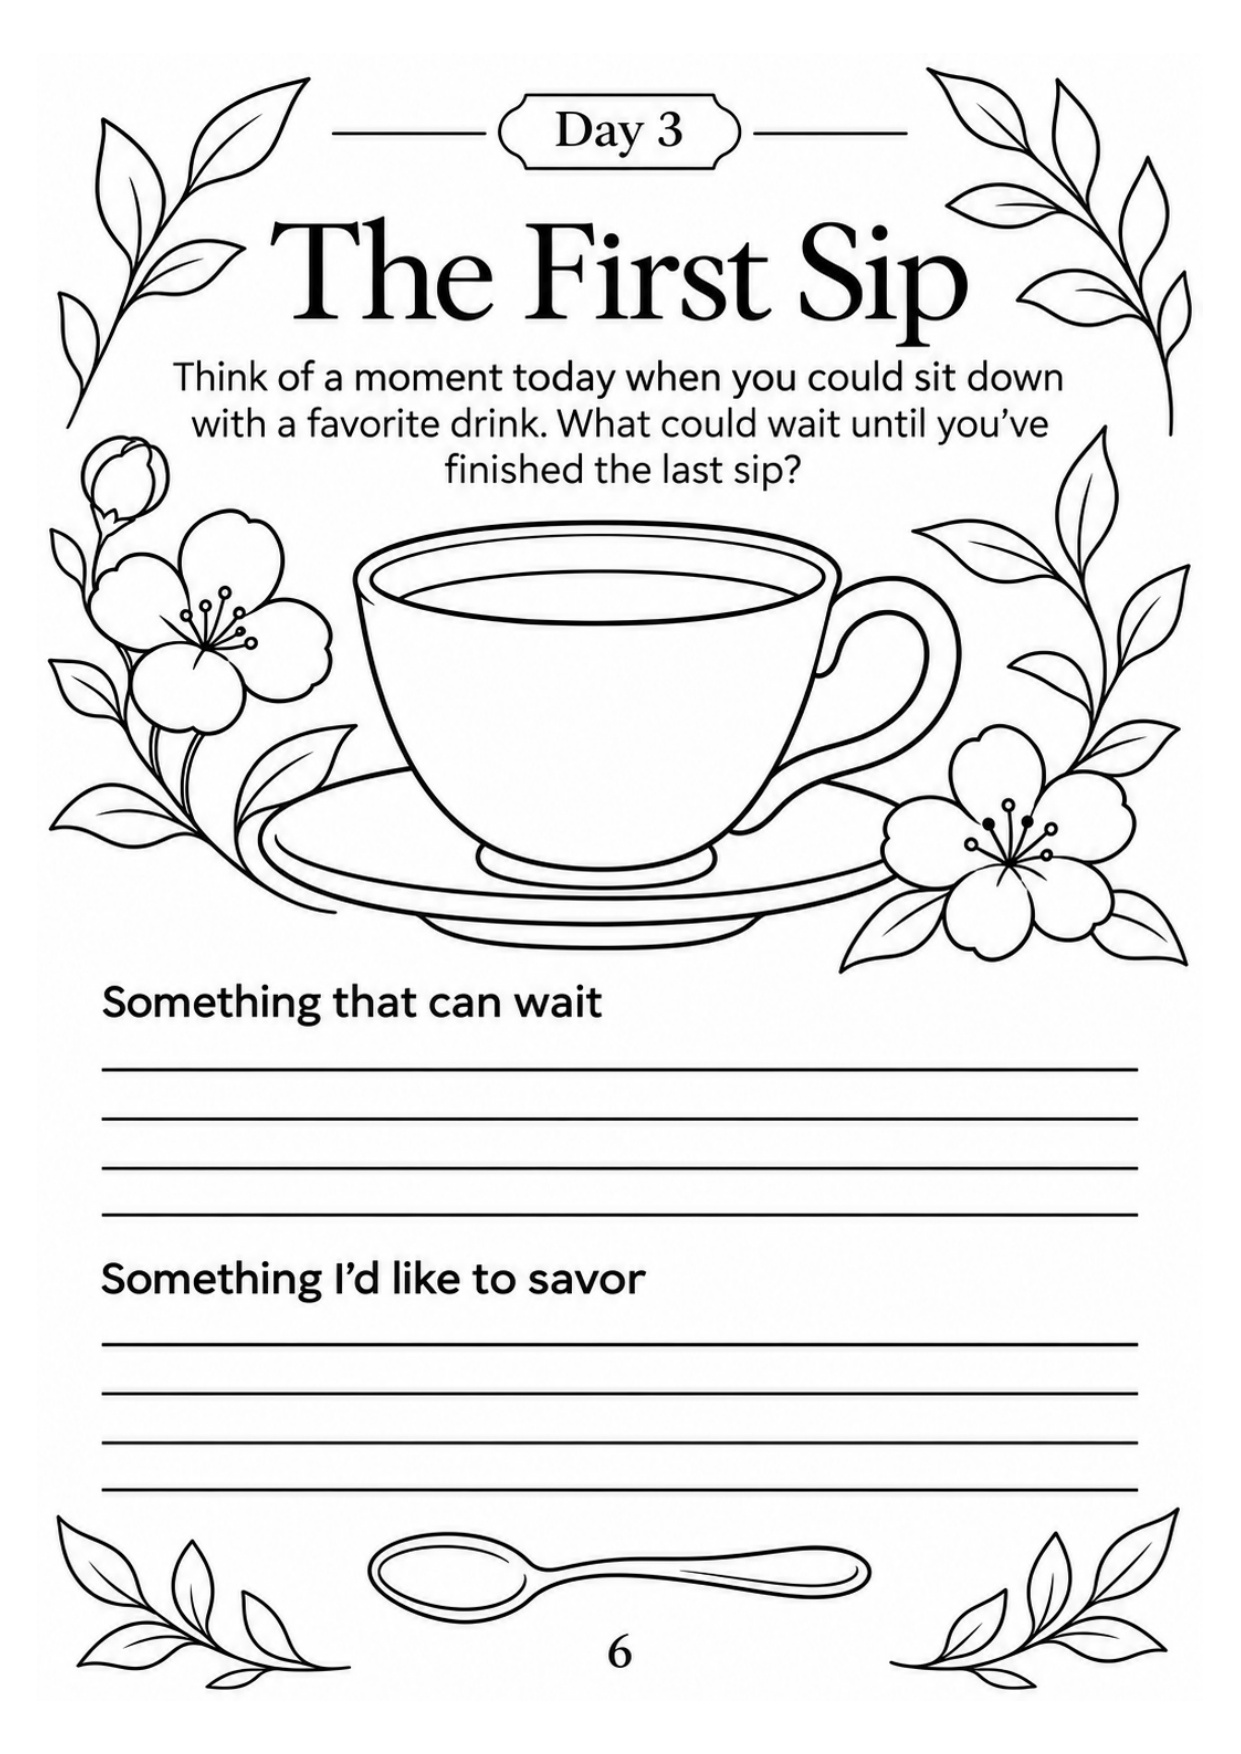 Day 3
The First Sip
Think of a moment today when you could sit down
with a favorite drink. What could wait until you’ve
finished the last sip?
Something that can wait
Something I’d like to savor
6